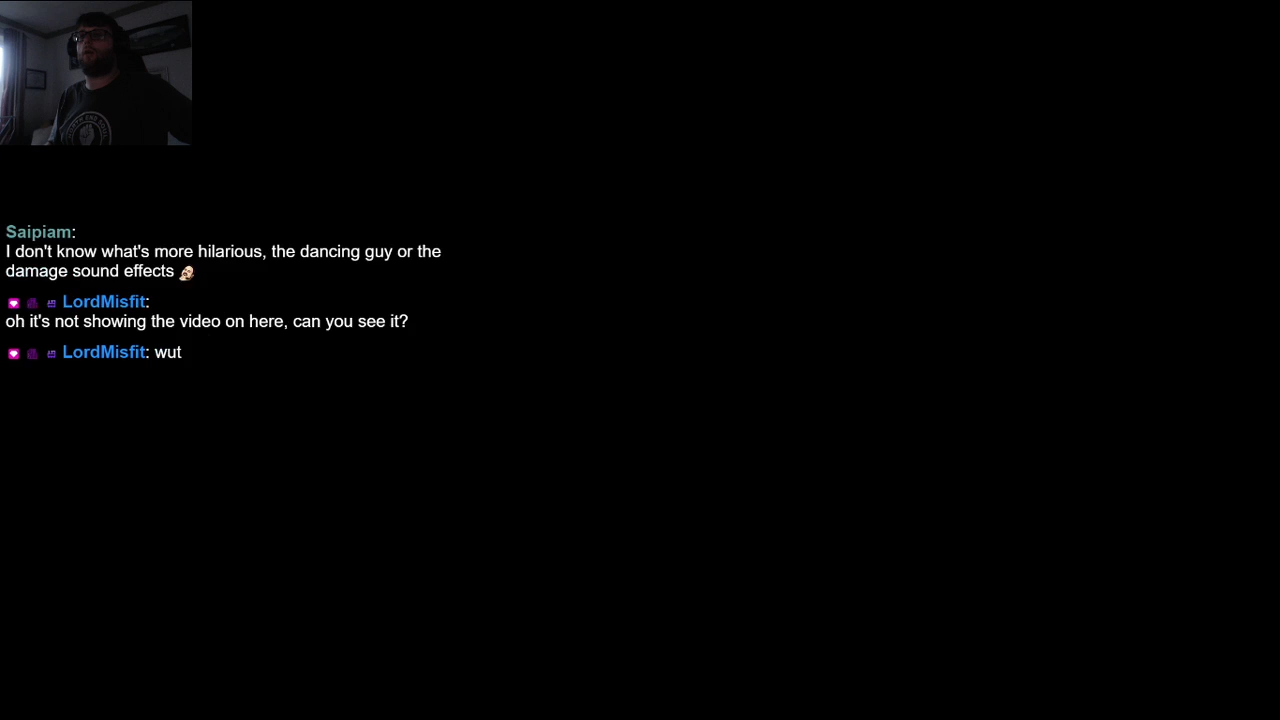 Saipiam:
I don't know what's more hilarious, the dancing guy or the
damage sound effects
LordMisfit:
oh it's not showing the video on here, can you see it?
LordMisfit: wut